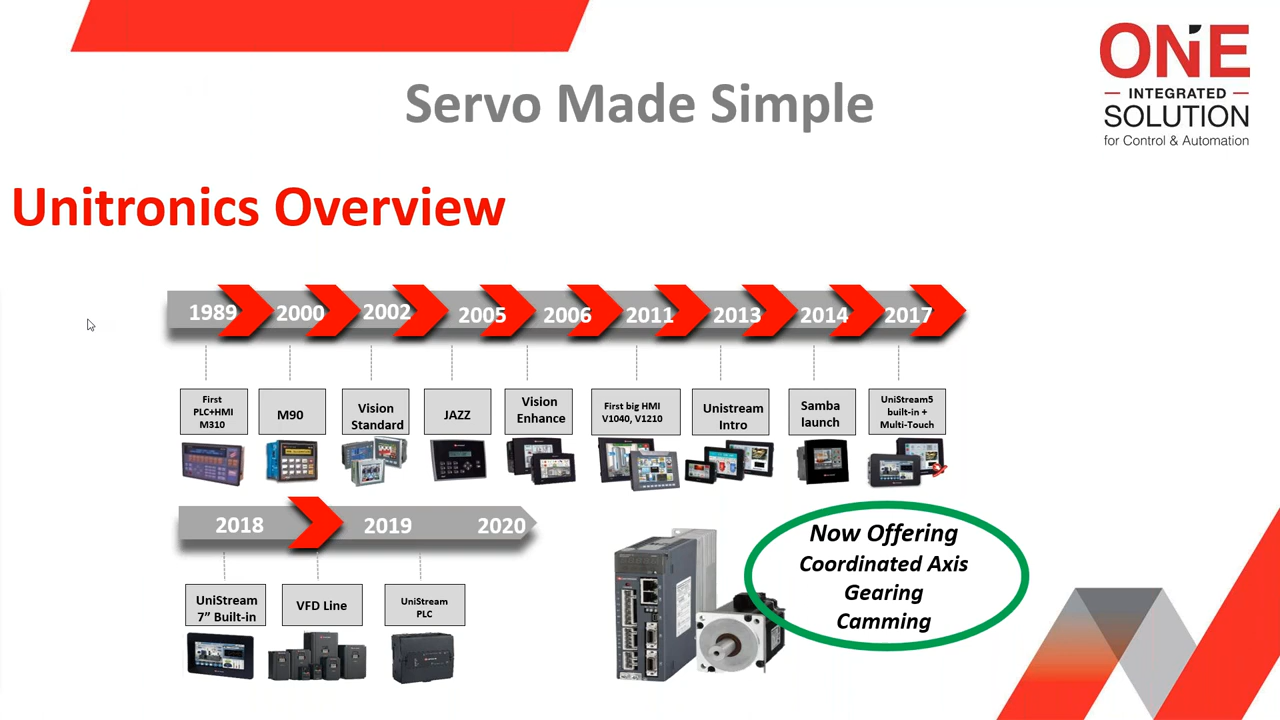 ONE
INTEGRATED
SOLUTION
for Control & Automation
Servo Made Simple
Unitronics Overview
1989 2000 2002 2005 2006 2011 2013 2014 2017
First
PLC+HMI
M310
M90
Vision
Standard
JAZZ
Vision
Enhance
First big HMI
V1040, V1210
Unistream
Intro
Samba
launch
UniStream5
built-in +
Multi-Touch
2018 2019 2020
UniStream
7” Built-in
VFD Line
UniStream
PLC
Now Offering
Coordinated Axis
Gearing
Camming